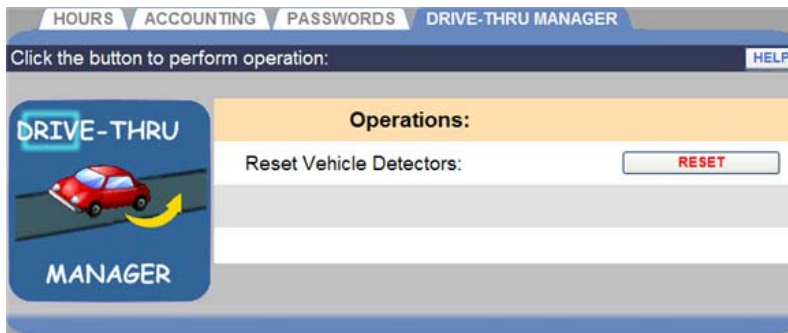 HOURS ACCOUNTING PASSWORDS DRIVE-THRU MANAGER
Click the button to perform operation: HELP
DRIVE-THRU
MANAGER
Operations:
Reset Vehicle Detectors: RESET